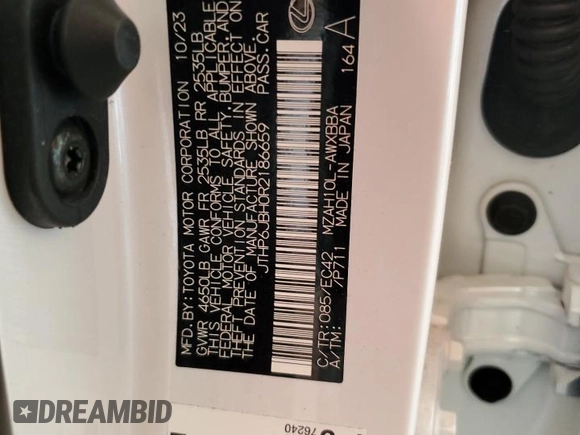 MFD.BY:TOYOTA MOTOR CORPORATION 10/23
GVWR 4650LB GAWR FR 2535LB RR 2535LB
THIS VEHICLE CONFORMS TO ALL APPLICABLE
FEDERAL MOTOR VEHICLE SAFETY, BUMPER, AND
THEFT PREVENTION STANDARDS IN EFFECT ON
THE DATE OF MANUFACTURE SHOWN ABOVE.
JTHP6JBH0R2186659 PASS.CAR
C/TR:085/EC42 MZAH10L-AWXBBA
A/TM: /P711 MADE IN JAPAN 164 A
76240
DREAMBID